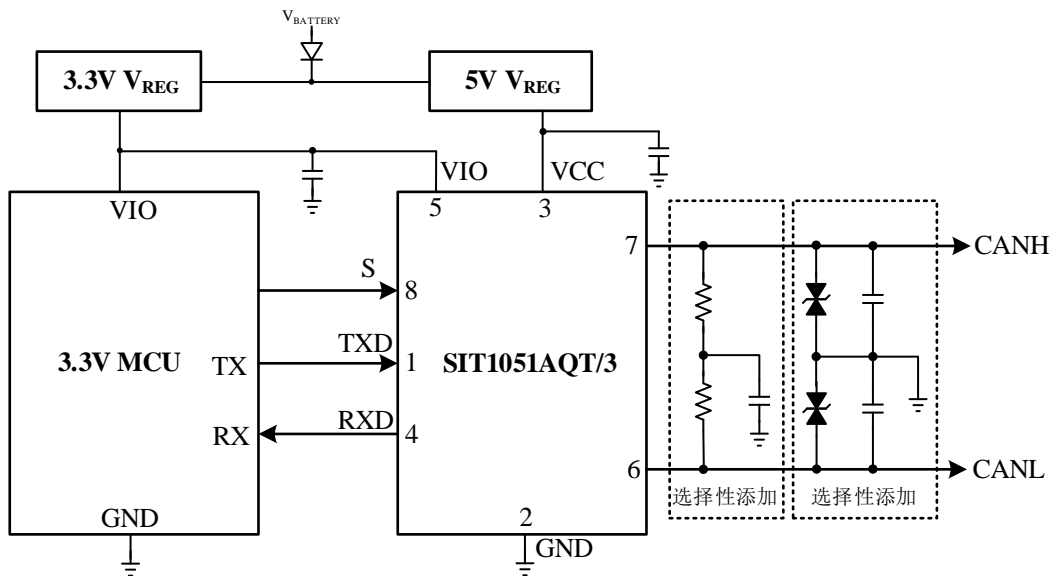 VBATTERY
3.3V VREG
5V VREG
VIO
VCC
5
3
VIO
7
CANH
S
8
TXD
3.3V MCU
TX
1
SIT1051AQT/3
RXD
RX
4
6
CANL
选择性添加
选择性添加
GND
2
GND